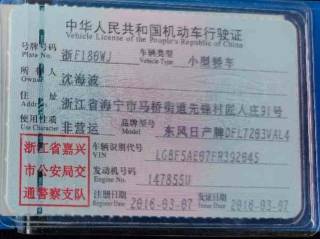 中华人民共和国机动车行驶证
Vehicle License of the People's Republic of China
号牌号码 浙F186WJ 车辆类型 小型轿车
Plate No. Vehicle Type
所有人 沈海波
Owner
住址 浙江省海宁市马桥街道先锋村匠人庄91号
Address
使用性质 非营运 品牌型号 东风日产牌DFL7203VAL4
Use Character Model
浙江省嘉兴
市公安局交
通警察支队
车辆识别代号
VIN
发动机号码
Engine No.
注册日期 2016-03-07 发证日期 2016-03-07
Register Date Issue Date